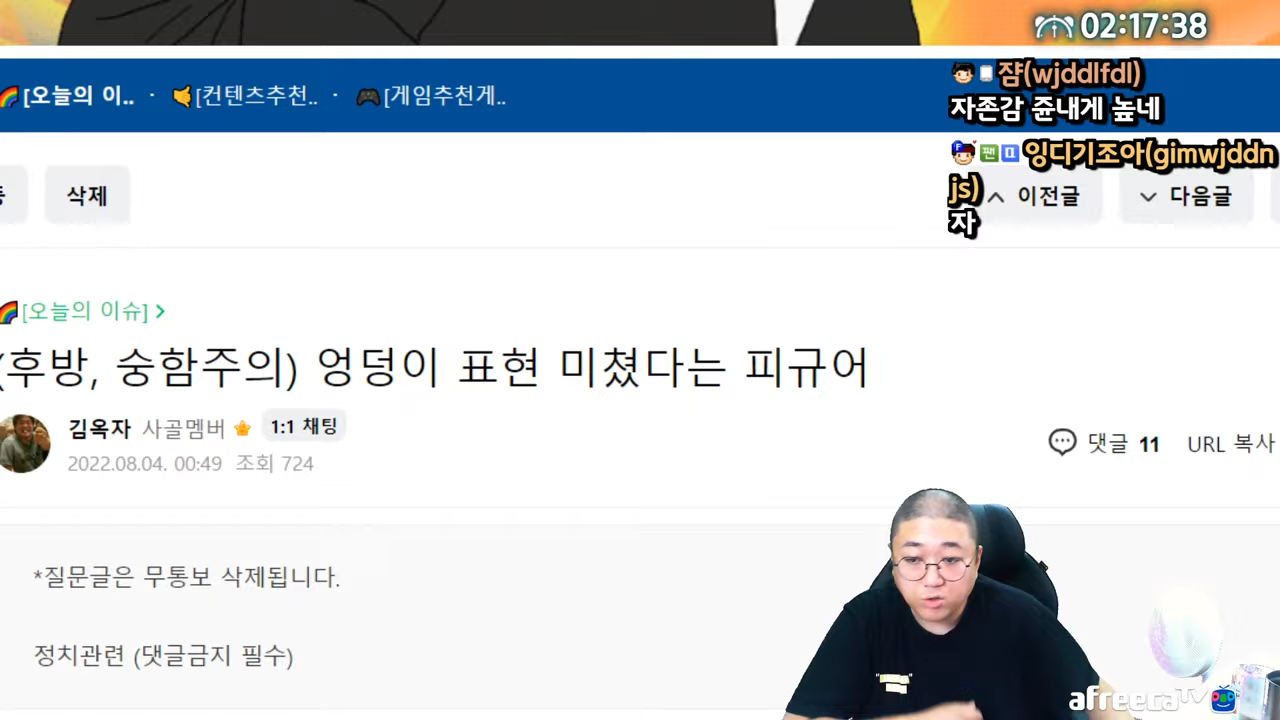 02:17:38
[오늘의 이.. · [컨텐츠추천.. · [게임추천게..
쟘(wjddlfdl)
자존감 쥰내게 높네
팬 잉디기조아(gimwjddn
js)
자
삭제
이전글
다음글
[오늘의 이슈]
(후방, 숭함주의) 엉덩이 표현 미쳤다는 피규어
김옥자 사골멤버 1:1 채팅
2022.08.04. 00:49 조회 724
댓글 11 URL 복사
*질문글은 무통보 삭제됩니다.
정치관련 (댓글금지 필수)
afreecaTV